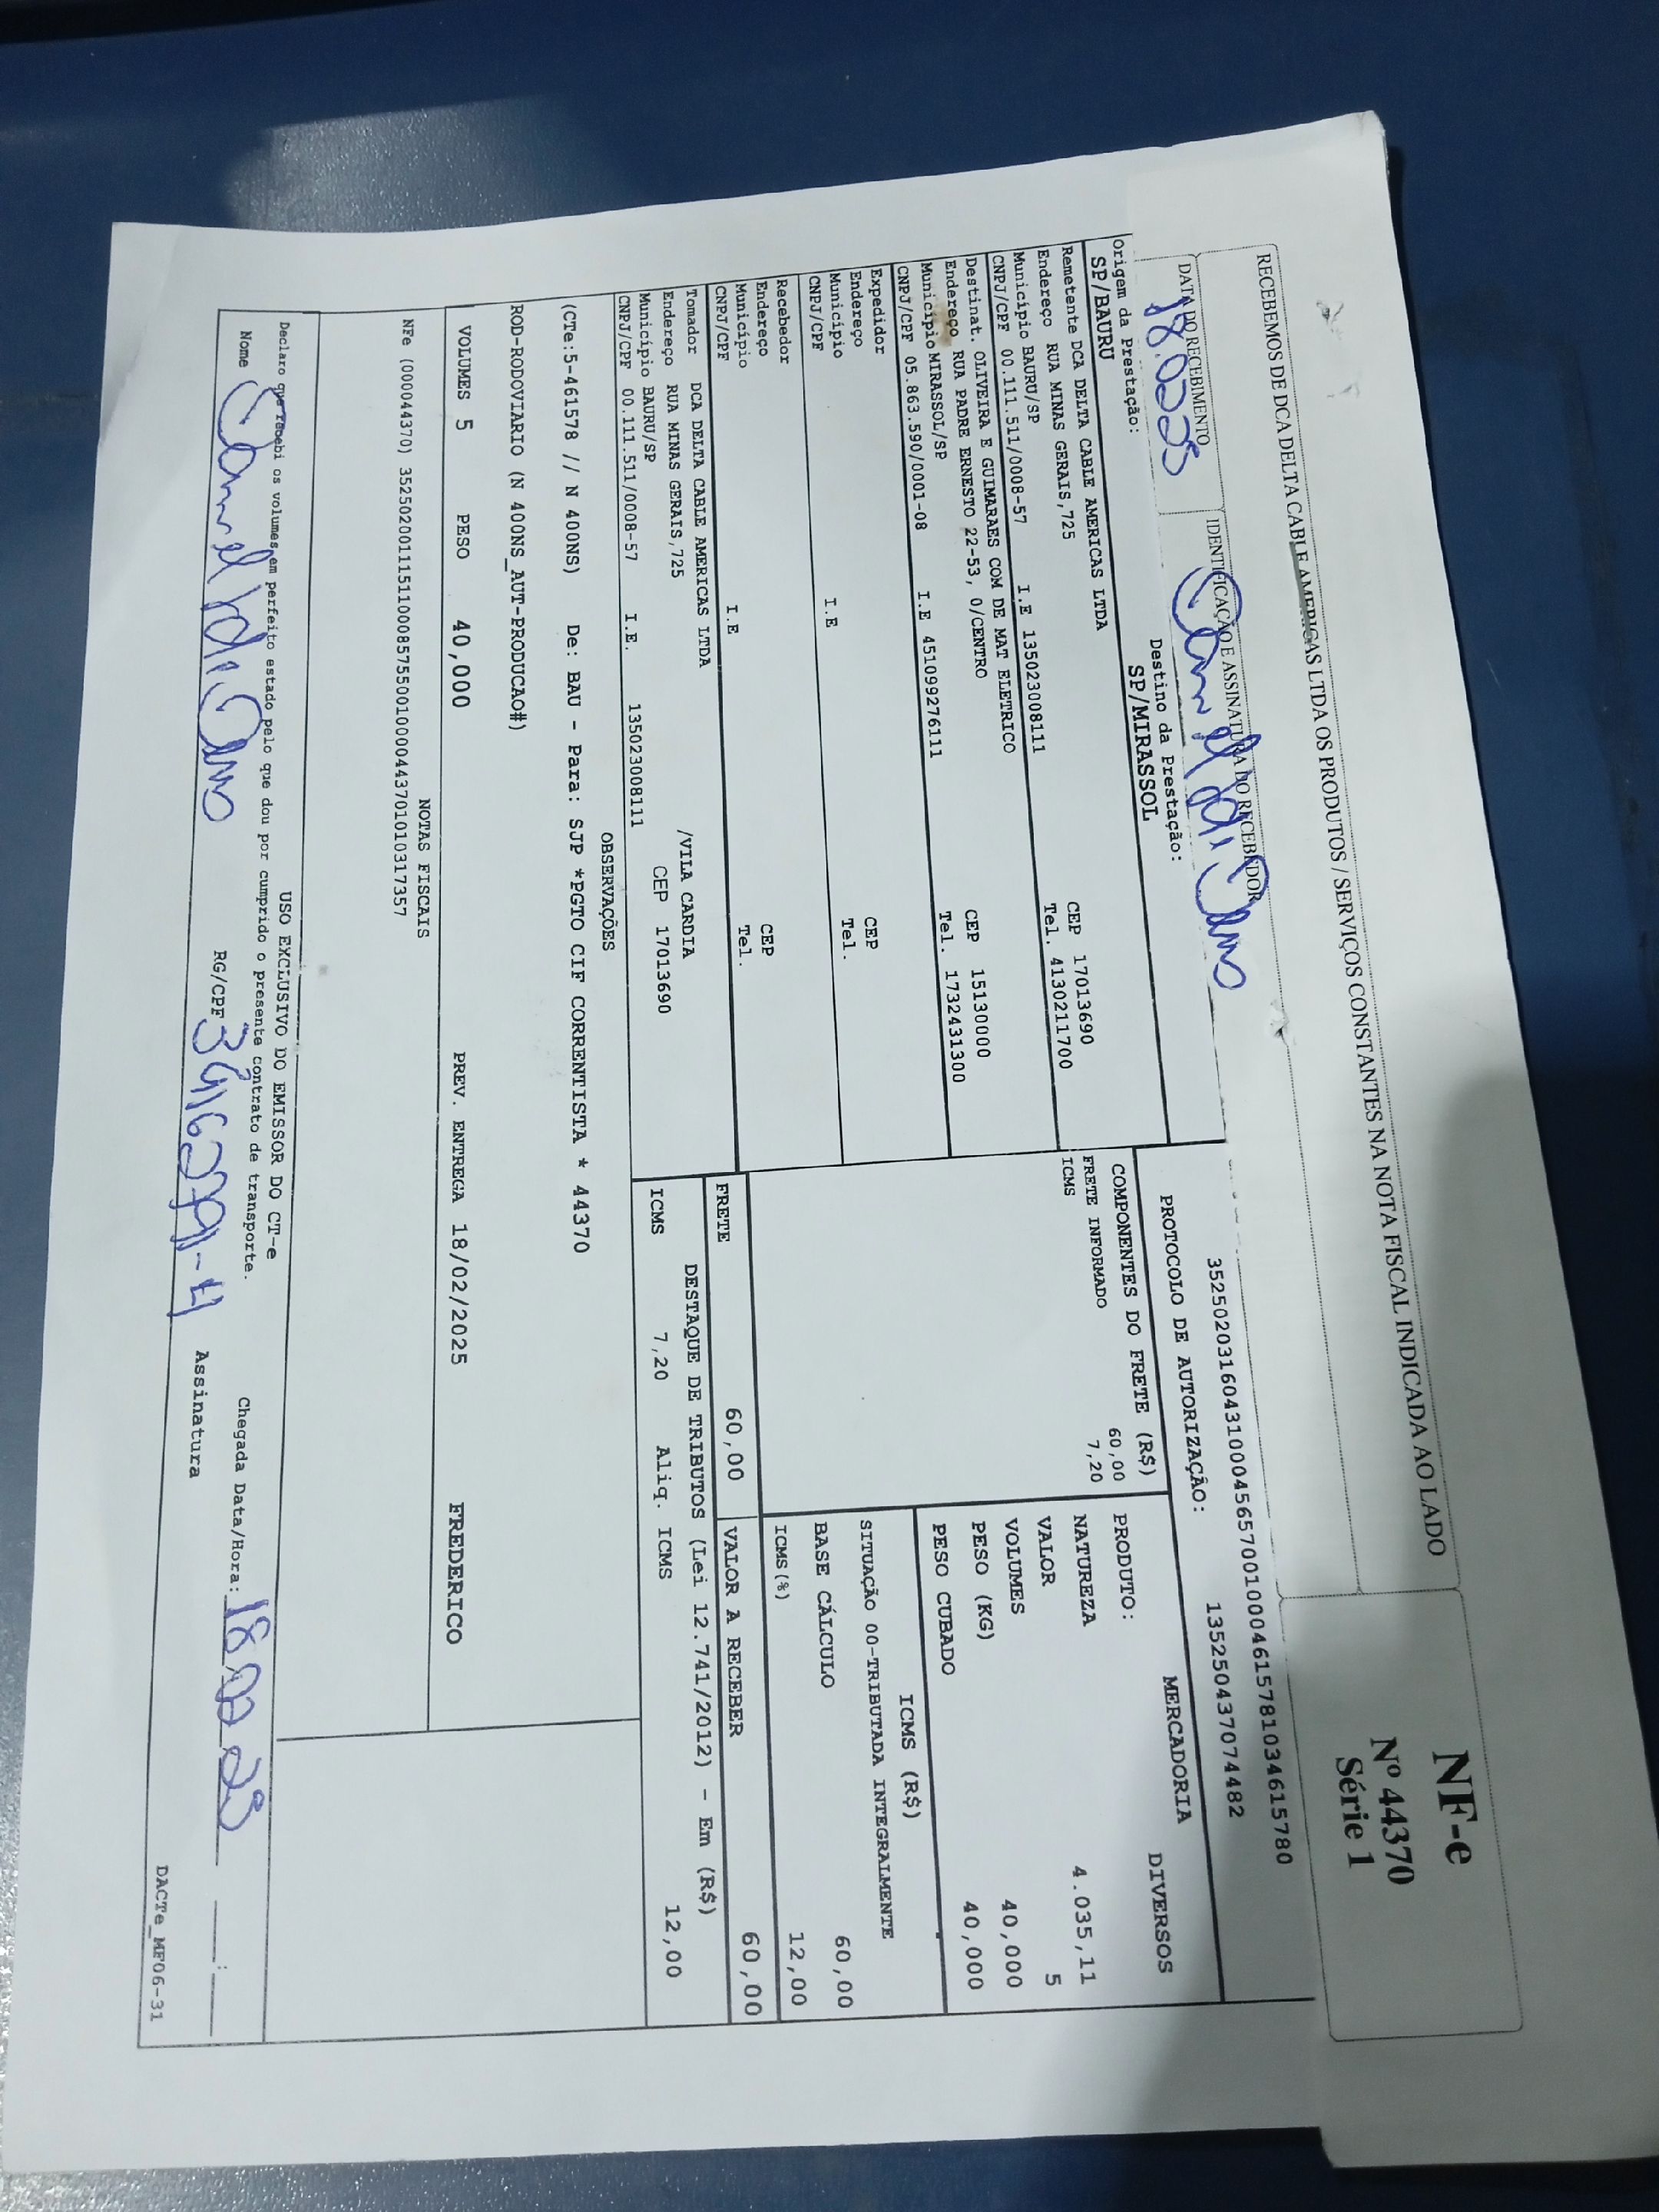 RECEBEMOS DE DCA DELTA CABLE AMERICAS LTDA OS PRODUTOS / SERVIÇOS CONSTANTES NA NOTA FISCAL INDICADA AO LADO
NF-e
Nº 44370
Série 1
DATA DO RECEBIMENTO
18.02.25
IDENTIFICAÇÃO E ASSINATURA DO RECEBEDOR
35250203160431000456570010004615781034615780
352504370744 82
Origem da Prestação:
SP/BAURU
Destino da Prestação:
SP/MIRASSOL
PROTOCOLO DE AUTORIZAÇÃO:
135250437074482
Remetente DCA DELTA CABLE AMERICAS LTDA
Endereço RUA MINAS GERAIS,725
CEP 17013690
Município BAURU/SP
Tel. 4130211700
CNPJ/CPF 00.111.511/0008-57 I.E 135023008111
Destinat. OLIVEIRA E GUIMARAES COM DE MAT ELETRICO
Endereço RUA PADRE ERNESTO 22-53, 0/CENTRO
CEP 15130000
Município MIRASSOL/SP
Tel. 1732431300
CNPJ/CPF 05.863.590/0001-08 I.E 451099276111
Expedidor
Endereço
CEP
Município
Tel.
CNPJ/CPF I.E
Recebedor
Endereço
CEP
Município
Tel.
CNPJ/CPF I.E
Tomador DCA DELTA CABLE AMERICAS LTDA
Endereço RUA MINAS GERAIS,725 /VILA CARDIA
Município BAURU/SP CEP 17013690
CNPJ/CPF 00.111.511/0008-57 I.E. 135023008111
COMPONENTES DO FRETE (R$)
FRETE INFORMADO 60,00
ICMS 7,20
MERCADORIA
PRODUTO: DIVERSOS
NATUREZA
VALOR 4.035,11
VOLUMES 5
PESO (KG) 40,000
PESO CUBADO 40,000
ICMS (R$)
SITUAÇÃO 00-TRIBUTADA INTEGRALMENTE
BASE CÁLCULO 60,00
ICMS(%) 12,00
FRETE 60,00
VALOR A RECEBER 60,00
DESTAQUE DE TRIBUTOS (Lei 12.741/2012) - Em (R$)
ICMS 7,20 Aliq. ICMS 12,00
OBSERVAÇÕES
(CTe:5-461578 // N 400NS) De: BAU - Para: SJP *PGTO CIF CORRENTISTA * 44370
ROD-RODOVIARIO (N 400NS_AUT-PRODUCAO#)
VOLUMES 5 PESO 40,000 PREV. ENTREGA 18/02/2025 FREDERICO
NOTAS FISCAIS
NFe (000044370) 35250200111511000857550010000443701010317357
USO EXCLUSIVO DO EMISSOR DO CT-e
Declaro que recebi os volumes em perfeito estado pelo que dou por cumprido o presente contrato de transporte.
Chegada Data/Hora: 18 02 25 __:__
Nome
RG/CPF
Assinatura
DACTe_MF06-31